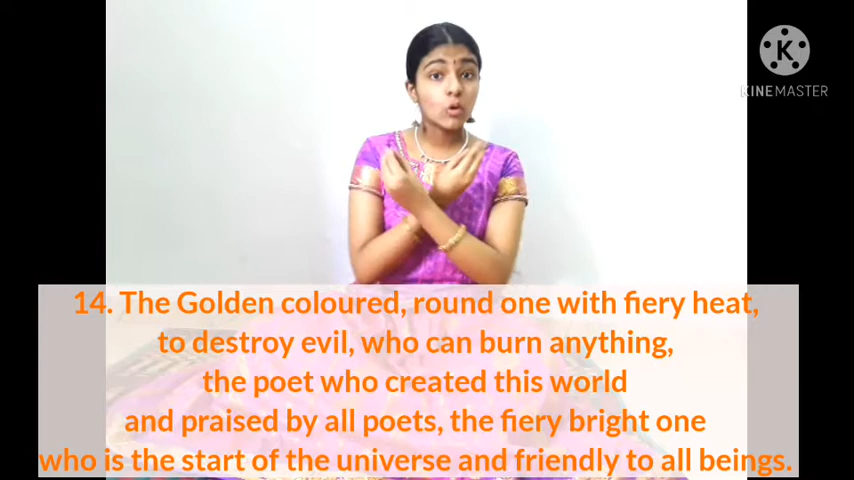 K
KINEMASTER
14. The Golden coloured, round one with fiery heat,
to destroy evil, who can burn anything,
the poet who created this world
and praised by all poets, the fiery bright one
who is the start of the universe and friendly to all beings.